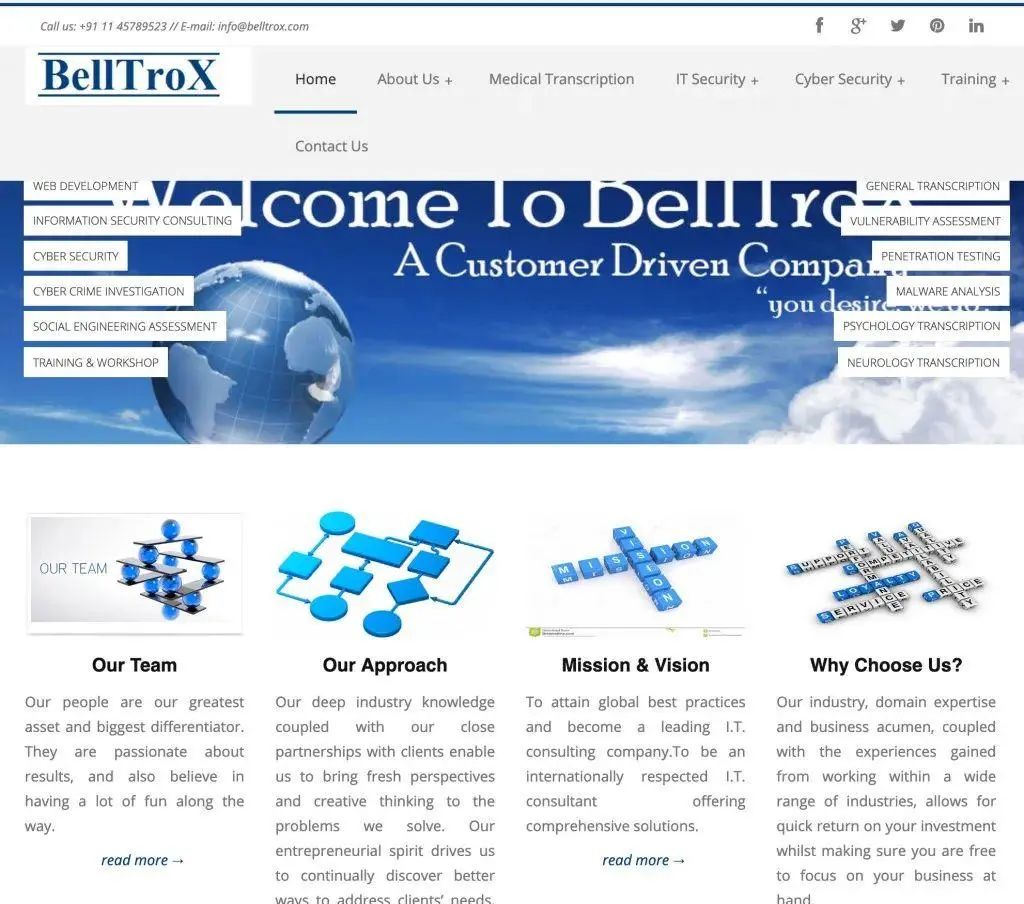 Call us: +91 11 45789523 // E-mail: info@belltrox.com
BellTroX
Home
About Us +
Medical Transcription
IT Security +
Cyber Security +
Training +
Contact Us
Welcome To BellTroX
A Customer Driven Company
“you desire, we do”
WEB DEVELOPMENT
INFORMATION SECURITY CONSULTING
CYBER SECURITY
CYBER CRIME INVESTIGATION
SOCIAL ENGINEERING ASSESSMENT
TRAINING & WORKSHOP
GENERAL TRANSCRIPTION
VULNERABILITY ASSESSMENT
PENETRATION TESTING
MALWARE ANALYSIS
PSYCHOLOGY TRANSCRIPTION
NEUROLOGY TRANSCRIPTION
OUR TEAM
MISSION
VISION
SUPPORT
VALUE
COMPETITIVE
LOYALTY
SERVICE
PRICE
Our Team
Our people are our greatest
asset and biggest differentiator.
They are passionate about
results, and also believe in
having a lot of fun along the
way.
read more →
Our Approach
Our deep industry knowledge
coupled with our close
partnerships with clients enable
us to bring fresh perspectives
and creative thinking to the
problems we solve. Our
entrepreneurial spirit drives us
to continually discover better
ways to address clients’ needs.
Mission & Vision
To attain global best practices
and become a leading I.T.
consulting company.To be an
internationally respected I.T.
consultant offering
comprehensive solutions.
read more →
Why Choose Us?
Our industry, domain expertise
and business acumen, coupled
with the experiences gained
from working within a wide
range of industries, allows for
quick return on your investment
whilst making sure you are free
to focus on your business at
hand.